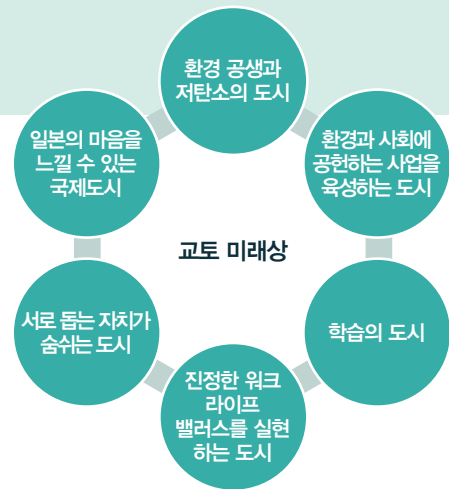 환경 공생과
저탄소의 도시
환경과 사회에
공헌하는 사업을
육성하는 도시
학습의 도시
진정한 워크
라이프
밸러스를 실현
하는 도시
서로 돕는 자치가
숨쉬는 도시
일본의 마음을
느낄 수 있는
국제도시
교토 미래상